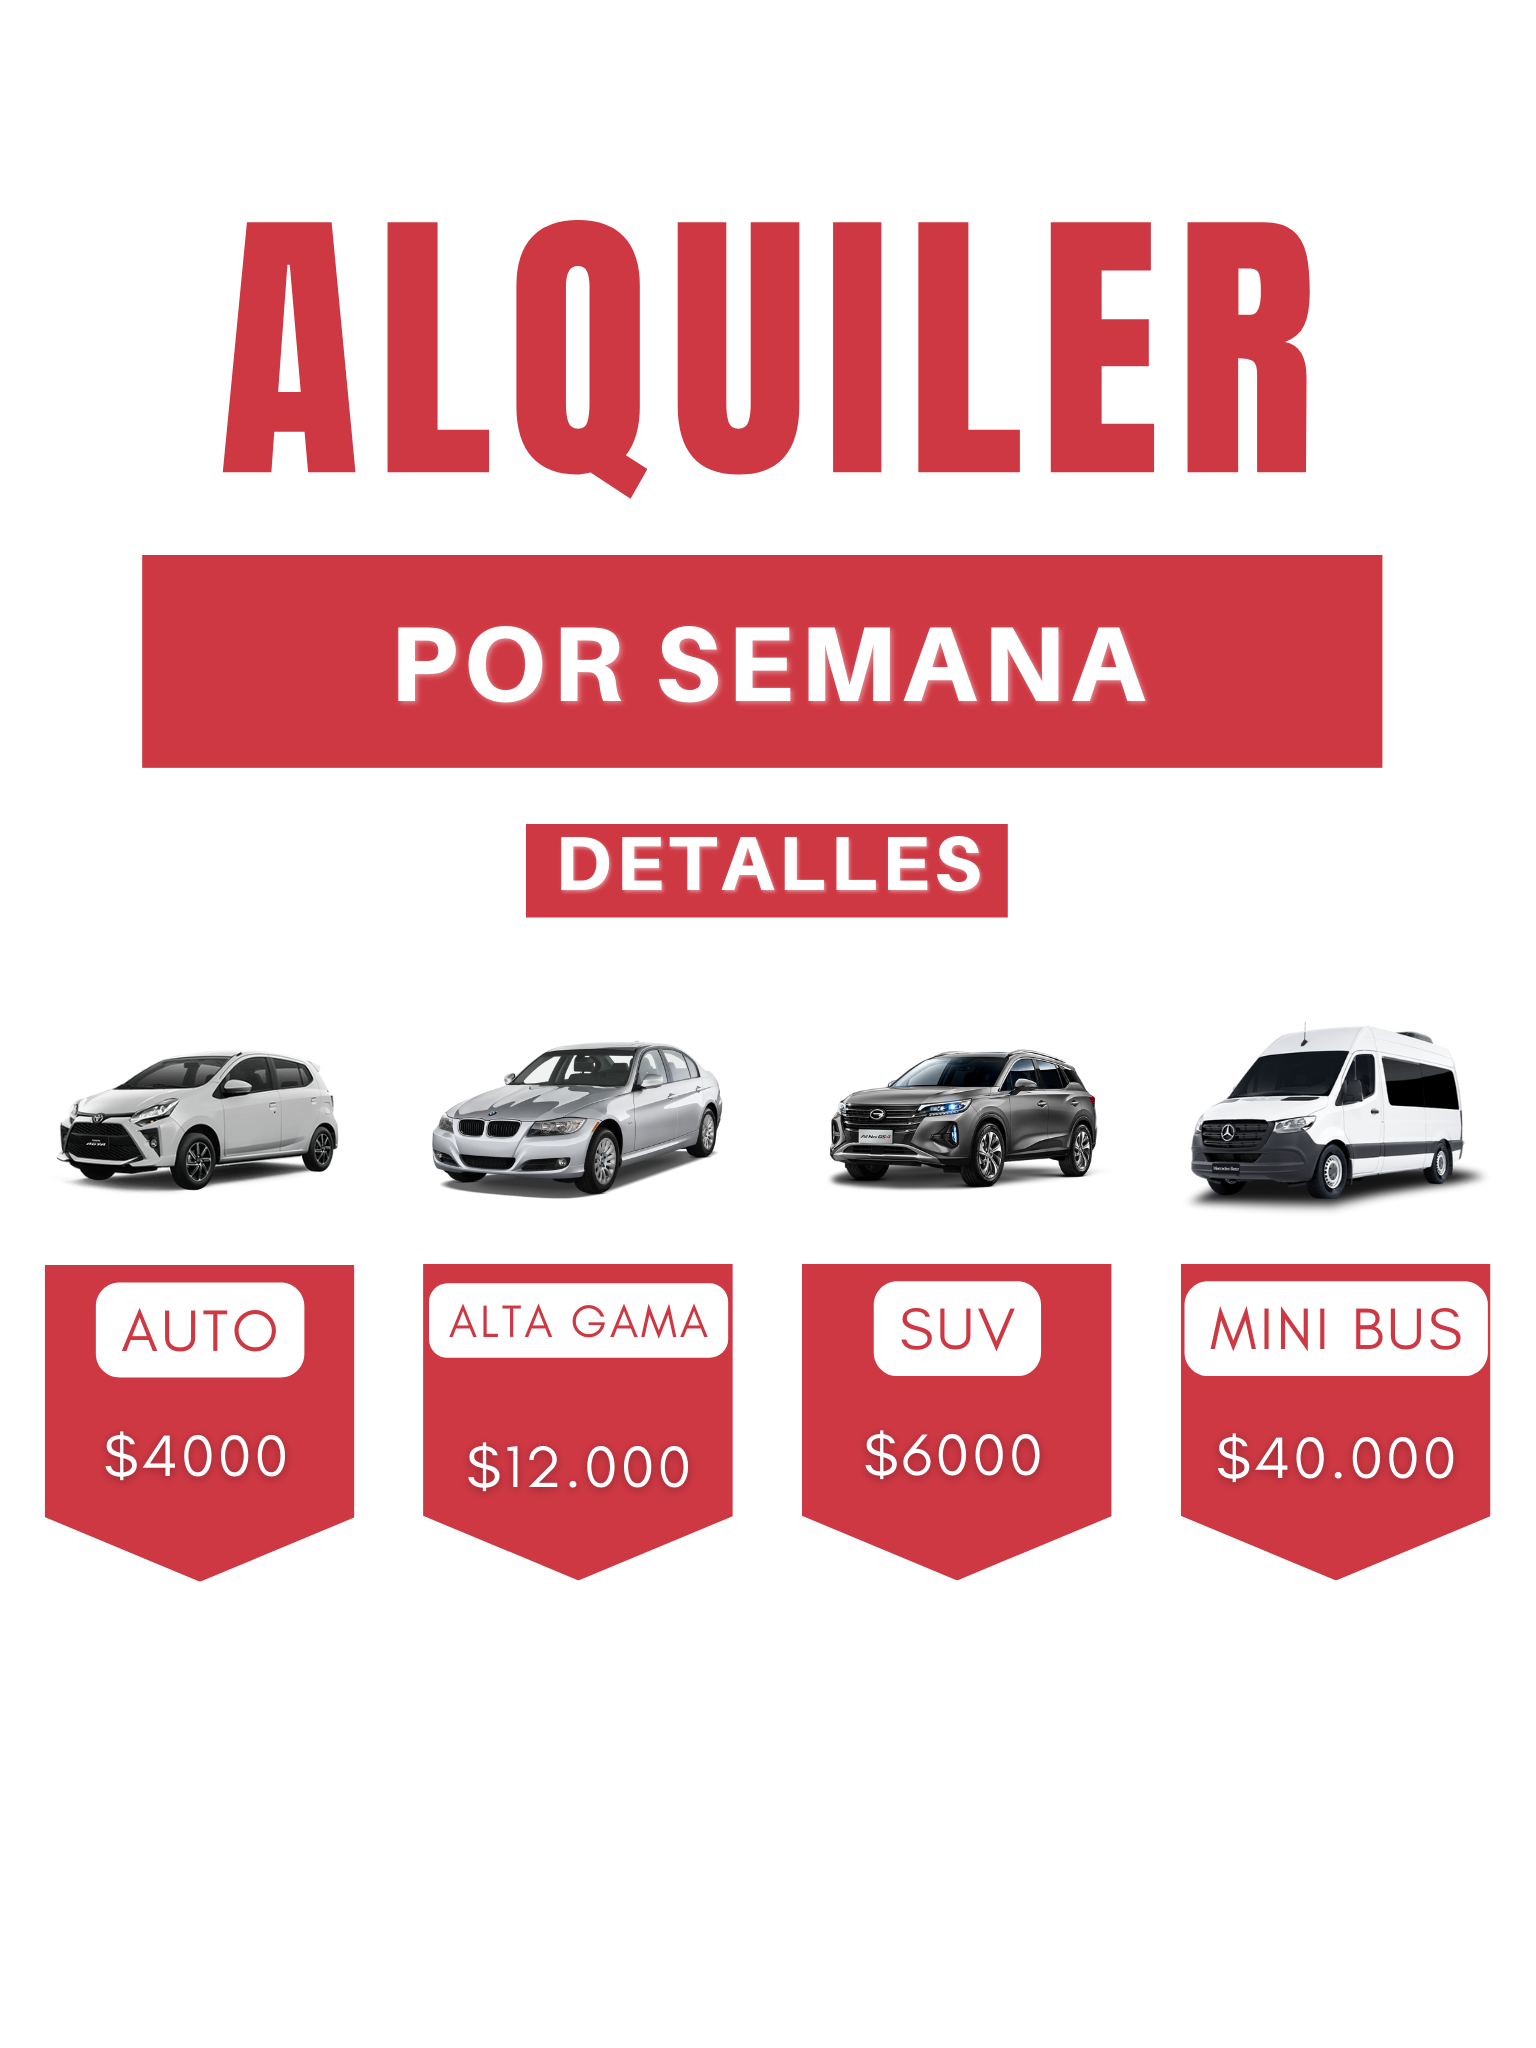 ALQUILER
POR SEMANA
DETALLES
AUTO
ALTA GAMA
SUV
MINI BUS
$4000
$12.000
$6000
$40.000